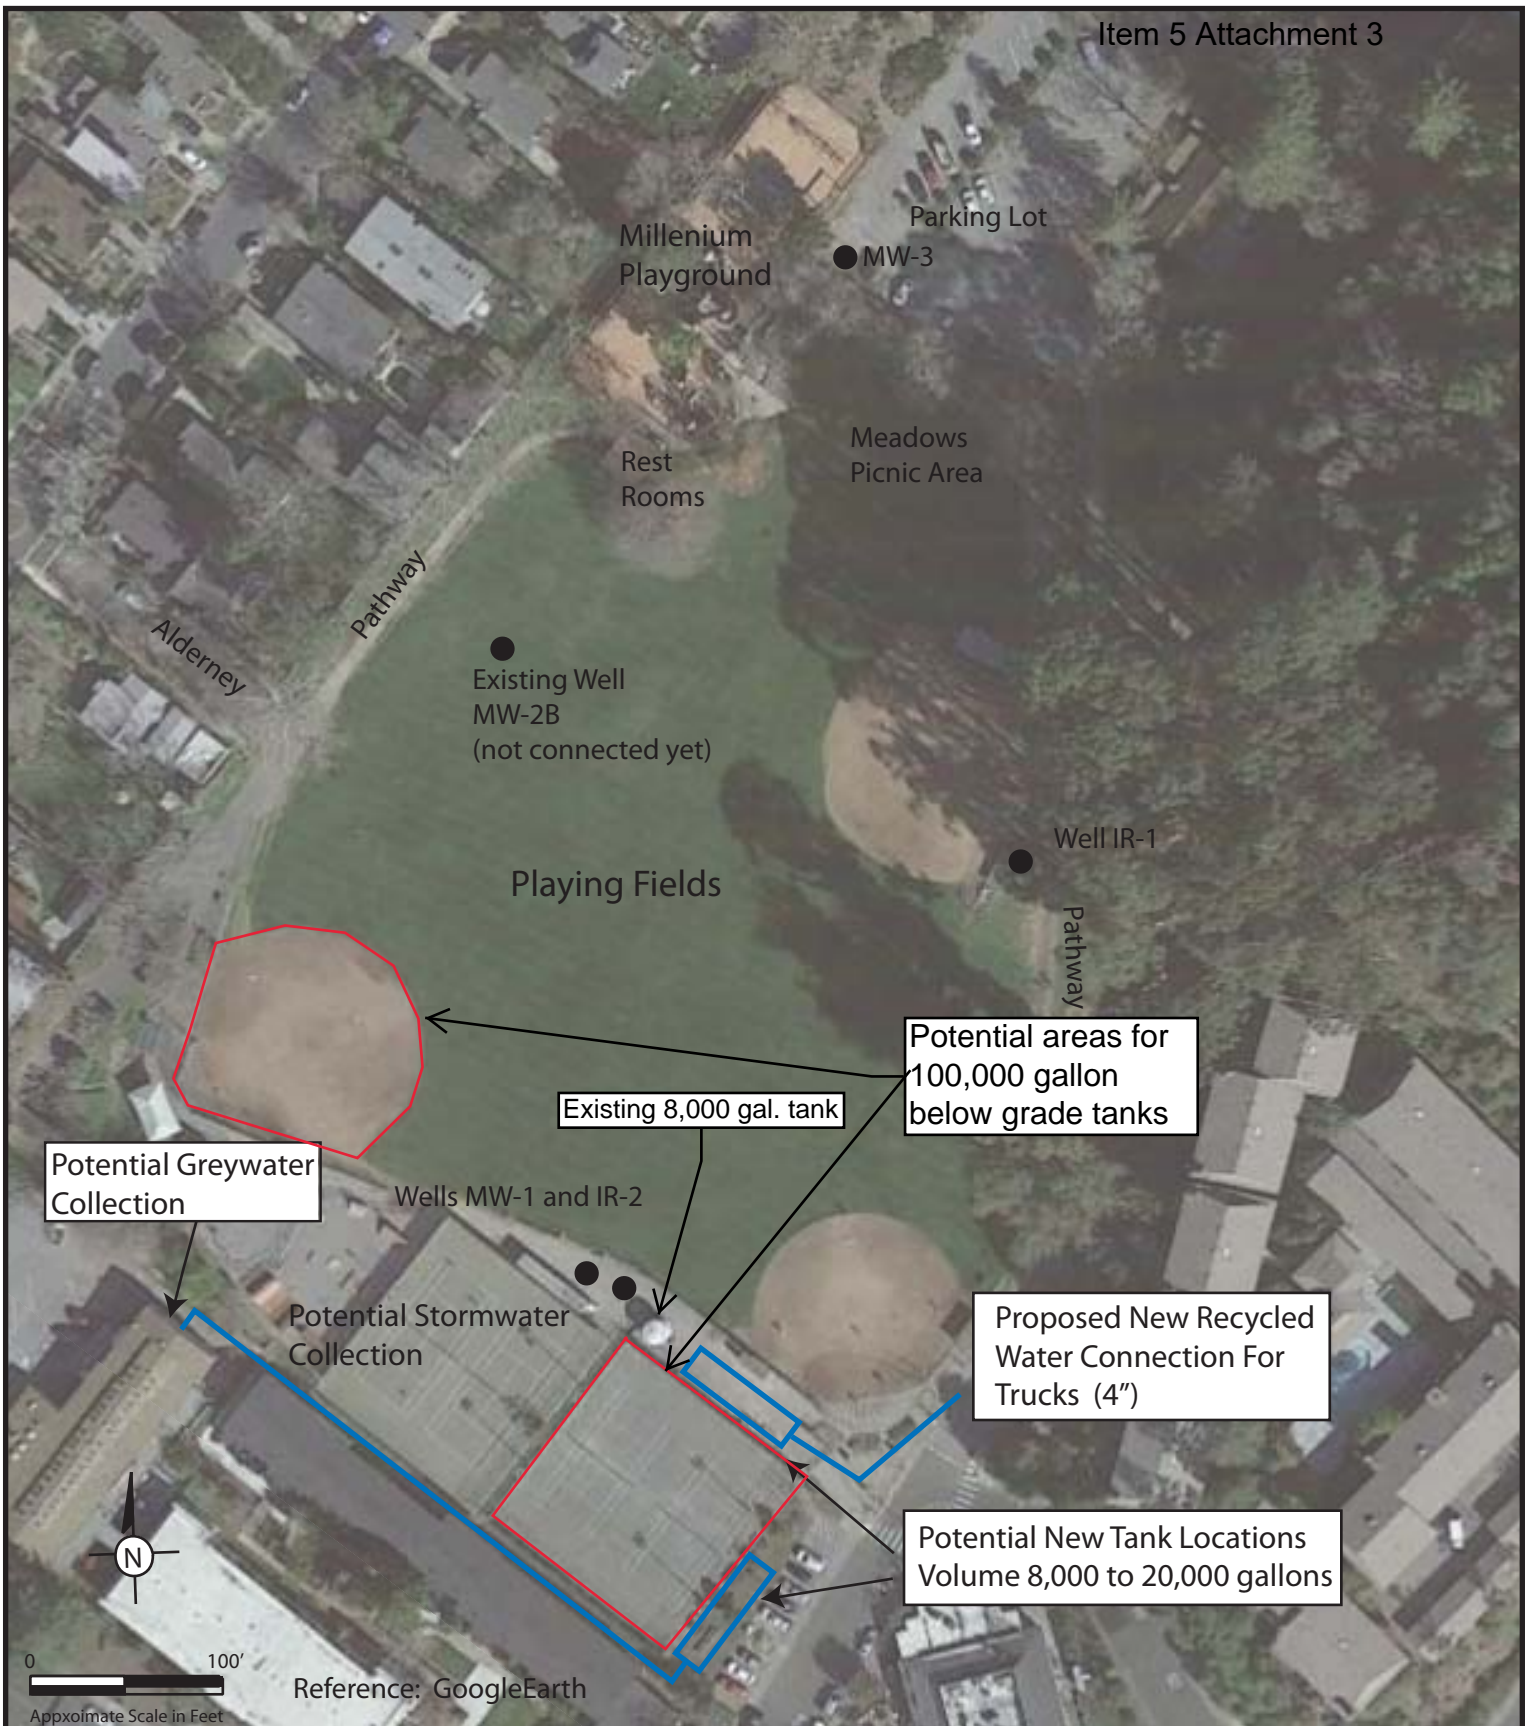 Item 5 Attachment 3
Parking Lot
Millenium
Playground
MW-3
Meadows
Picnic Area
Rest
Rooms
Pathway
Alderney
Existing Well
MW-2B
(not connected yet)
Well IR-1
Playing Fields
Pathway
Potential areas for
100,000 gallon
below grade tanks
Existing 8,000 gal. tank
Potential Greywater
Collection
Wells MW-1 and IR-2
Potential Stormwater
Collection
Proposed New Recycled
Water Connection For
Trucks (4”)
Potential New Tank Locations
Volume 8,000 to 20,000 gallons
N
0 100’
Appxoimate Scale in Feet
Reference: GoogleEarth